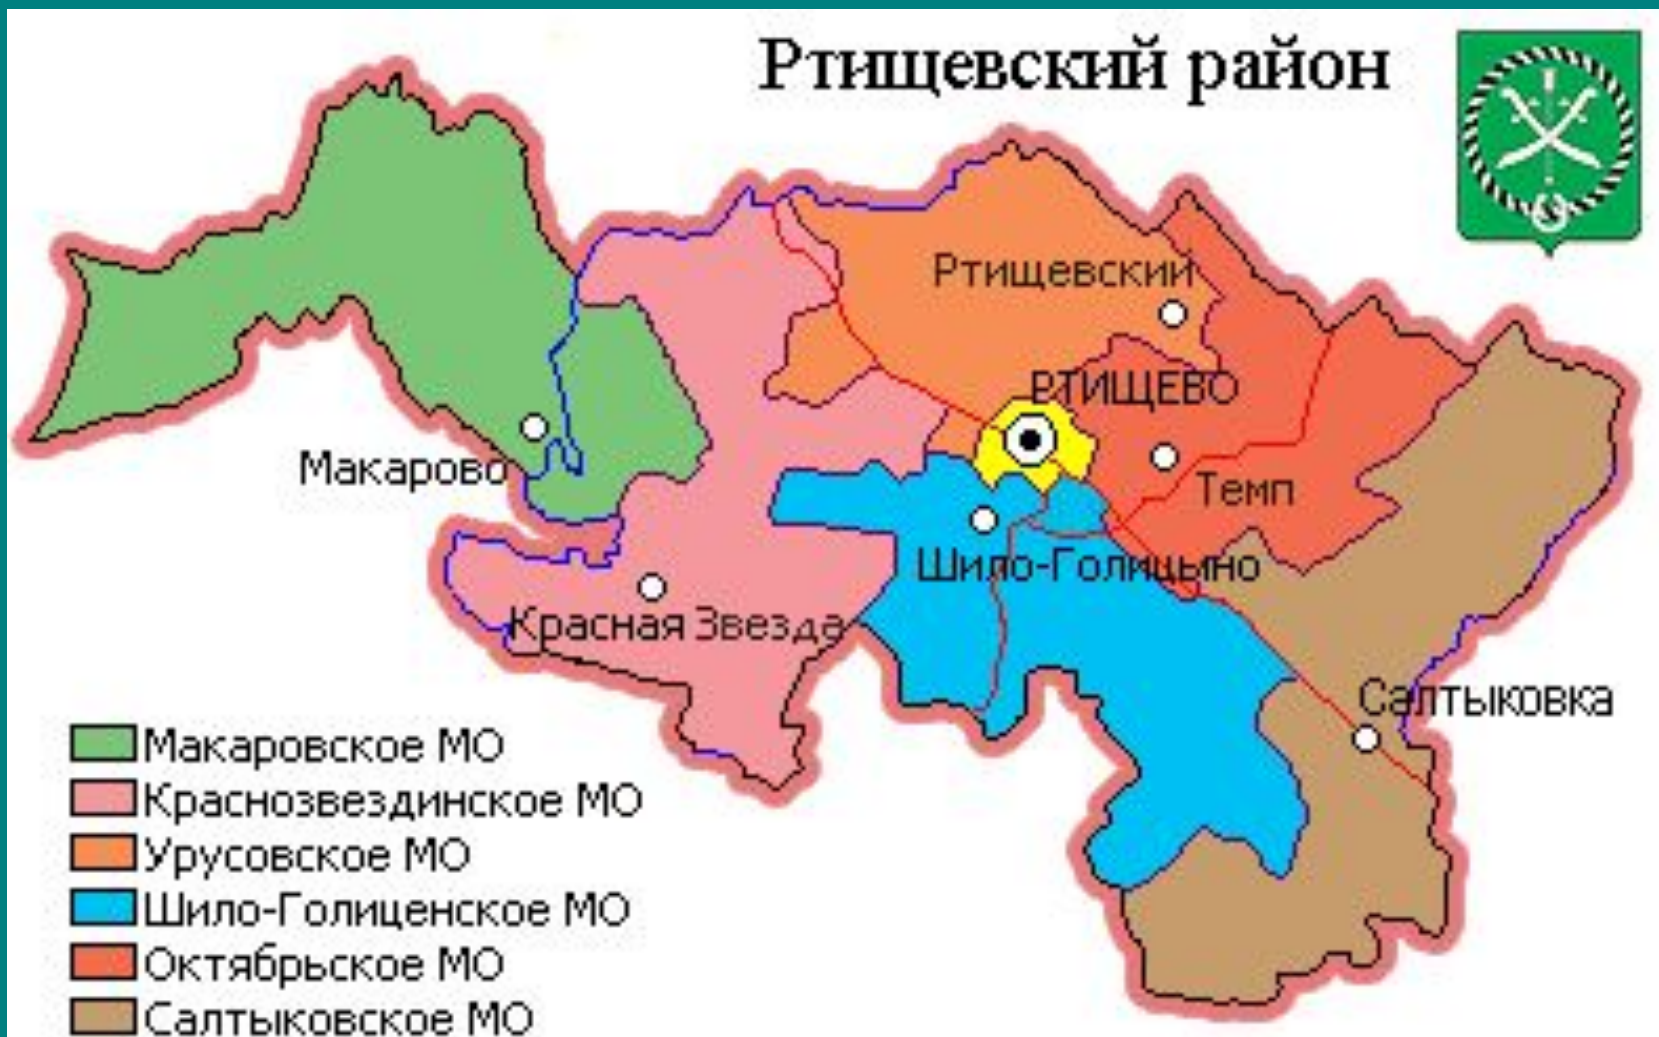 Ртищевский район
Ртищевский
РТИЩЕВО
Макарово
Темп
Шило-Голицыно
Красная Звезда
Салтыковка
Макаровское МО
Краснозвездинское МО
Урусовское МО
Шило-Голиценское МО
Октябрьское МО
Салтыковское МО